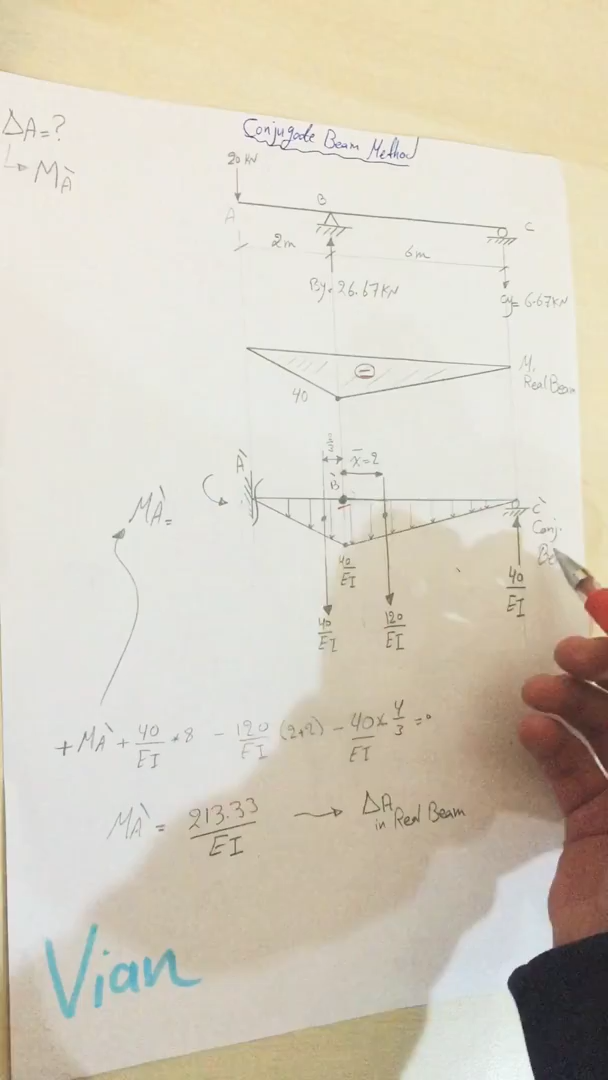 Conjugate Beam Method
ΔA=?
MA`
20 KN
A
B
C
2m
6m
By=26.67KN
Cy=6.67KN
−
40
M,
Real Beam
A`
B`
C`
x̄=2
Conj.
MA`=
40/EI
40/EI
120/EI
40/EI
+MA` + 40/EI *8 - 120/EI (2+2) - 40/EI × 4/3 =0
MA` = 213.33/EI → ΔA in Real Beam
Vian